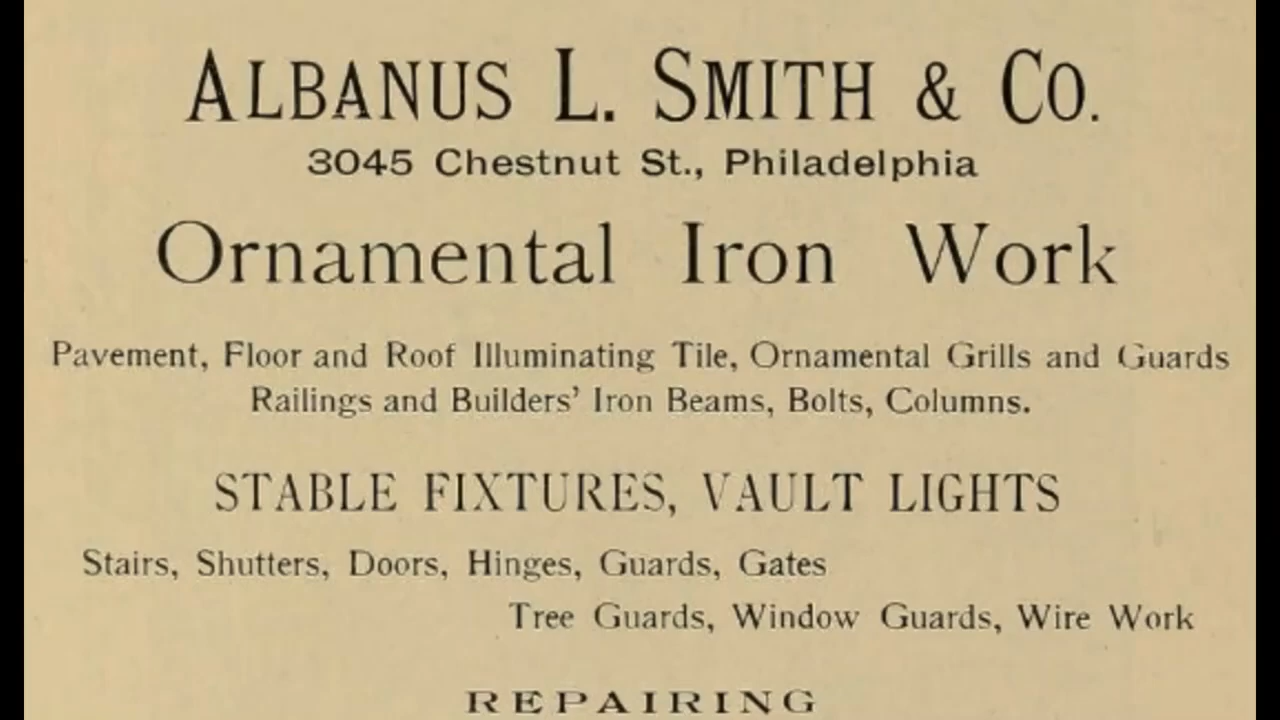 ALBANUS L. SMITH & CO.
3045 Chestnut St., Philadelphia
Ornamental Iron Work
Pavement, Floor and Roof Illuminating Tile, Ornamental Grills and Guards
Railings and Builders' Iron Beams, Bolts, Columns.
STABLE FIXTURES, VAULT LIGHTS
Stairs, Shutters, Doors, Hinges, Guards, Gates
Tree Guards, Window Guards, Wire Work
REPAIRING